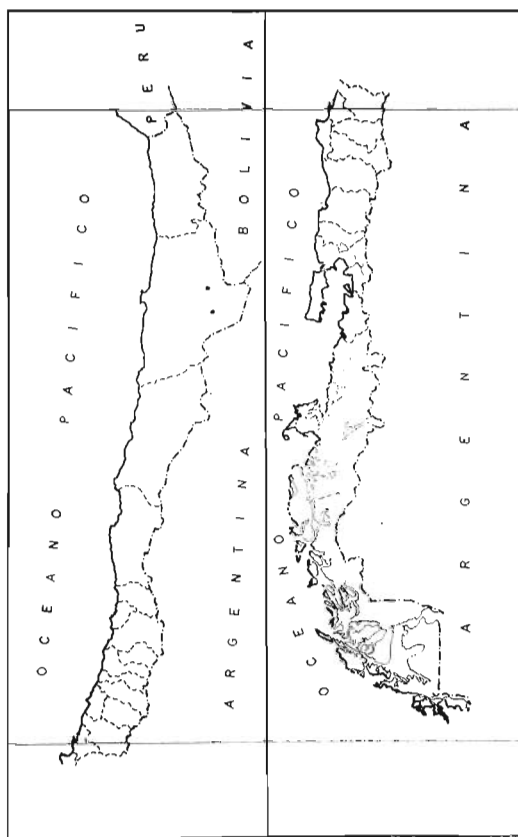 PERU
BOLIVIA
OCEANO PACIFICO
ARGENTINA
OCEANO PACIFICO
ARGENTINA